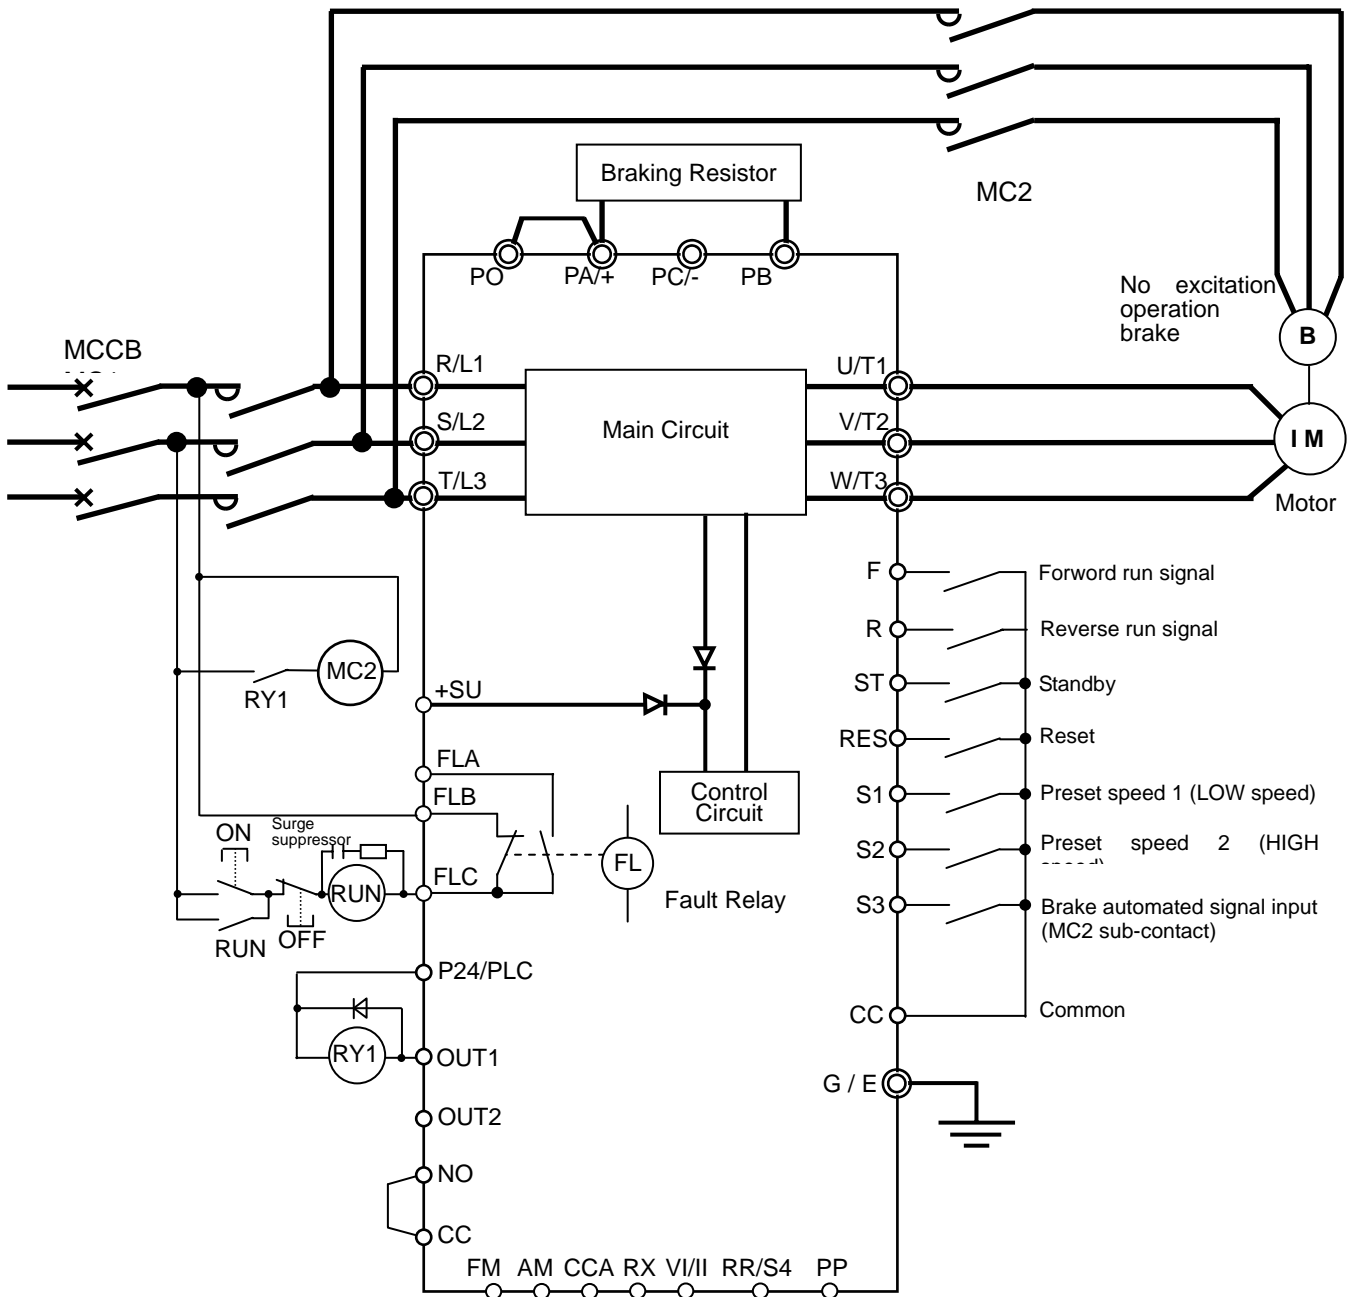 Braking Resistor
MC2
PO
PA/+
PC/-
PB
No excitation
operation
brake
B
MCCB
R/L1
U/T1
S/L2
Main Circuit
V/T2
I M
T/L3
W/T3
Motor
F
Forword run signal
R
Reverse run signal
MC2
RY1
ST
Standby
+SU
RES
Reset
FLA
FLB
Control
Circuit
S1
Preset speed 1 (LOW speed)
ON
Surge
suppressor
S2
Preset speed 2 (HIGH
FL
RUN
FLC
Fault Relay
S3
Brake automated signal input
(MC2 sub-contact)
RUN
OFF
P24/PLC
CC
Common
RY1
OUT1
G / E
OUT2
NO
CC
FM AM CCA RX VI/II RR/S4 PP